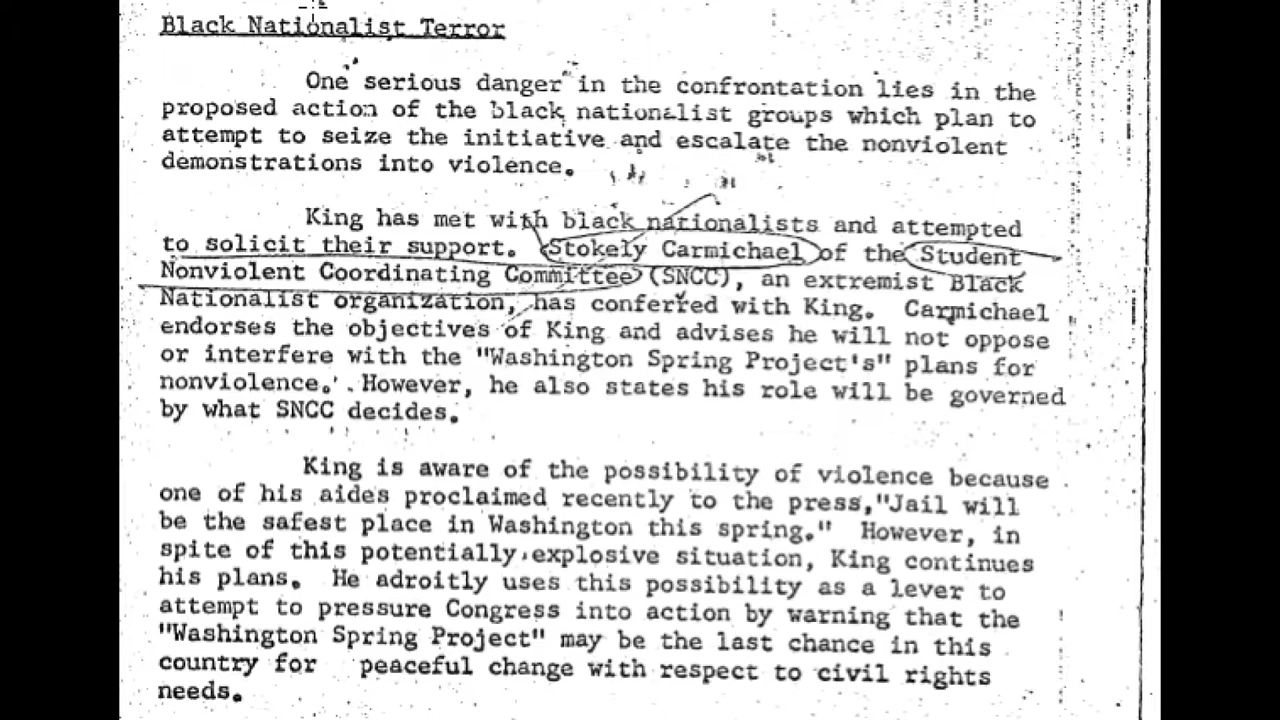 Black Nationalist Terror
One serious danger in the confrontation lies in the
proposed action of the black nationalist groups which plan to
attempt to seize the initiative and escalate the nonviolent
demonstrations into violence.
King has met with black nationalists and attempted
to solicit their support. Stokely Carmichael of the Student
Nonviolent Coordinating Committee (SNCC), an extremist Black
Nationalist organization, has conferred with King. Carmichael
endorses the objectives of King and advises he will not oppose
or interfere with the "Washington Spring Project's" plans for
nonviolence. However, he also states his role will be governed
by what SNCC decides.
King is aware of the possibility of violence because
one of his aides proclaimed recently to the press,"Jail will
be the safest place in Washington this spring." However, in
spite of this potentially explosive situation, King continues
his plans. He adroitly uses this possibility as a lever to
attempt to pressure Congress into action by warning that the
"Washington Spring Project" may be the last chance in this
country for peaceful change with respect to civil rights
needs.